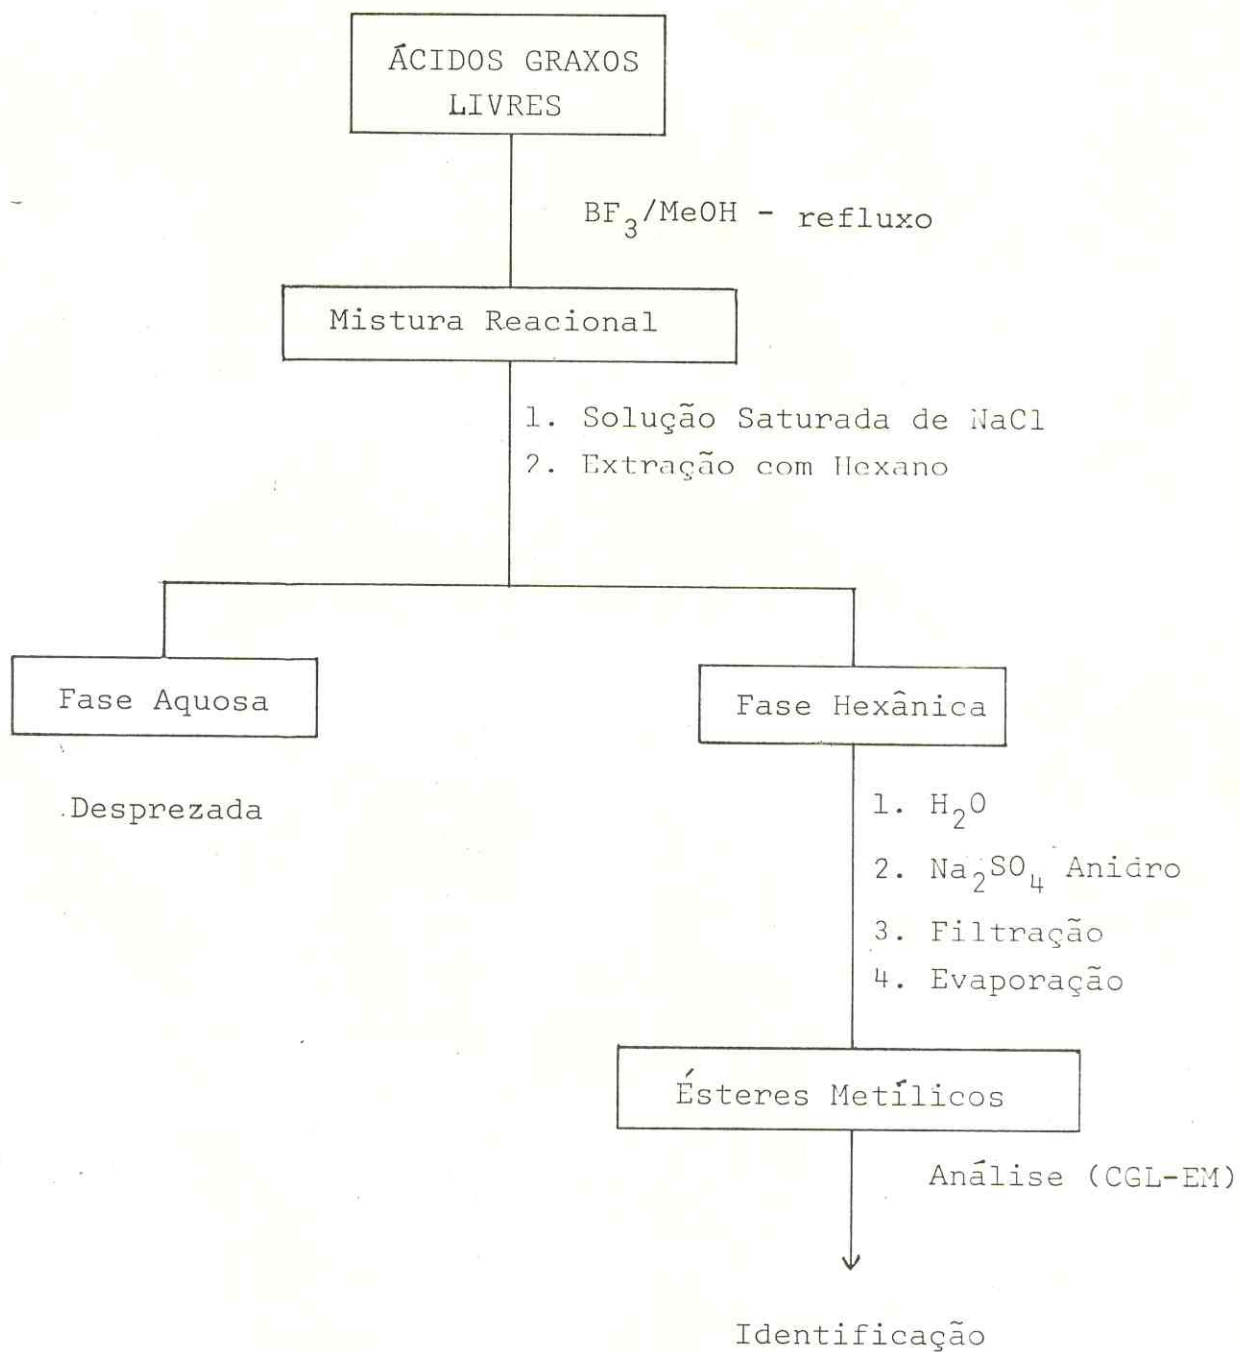 ÁCIDOS GRAXOS
LIVRES
BF₃/MeOH - refluxo
Mistura Reacional
1. Solução Saturada de NaCl
2. Extração com Hexano
Fase Aquosa
Fase Hexânica
Desprezada
1. H₂O
2. Na₂SO₄ Anidro
3. Filtração
4. Evaporação
Ésteres Metílicos
Análise (CGL-EM)
Identificação